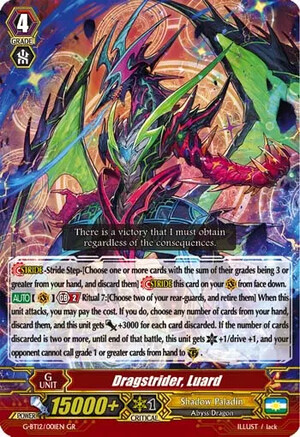 4
GRADE
There is a victory that I must obtain
regardless of the consequences.
STRIDE -Stride Step-[Choose one or more cards with the sum of their grades being 3 or
greater from your hand, and discard them] STRIDE this card on your from face down.
AUTO GB 2 Ritual 7:[Choose two of your rear-guards, and retire them] When this
unit attacks, you may pay the cost. If you do, choose any number of cards from your hand,
discard them, and this unit gets +3000 for each card discarded. If the number of cards
discarded is two or more, until end of that battle, this unit gets +1/drive +1, and your
opponent cannot call grade 1 or greater cards from hand to
G
UNIT
Dragstrider, Luard
POWER
15000+
1
CRITICAL
Shadow Paladin
Abyss Dragon
G-BT12/001EN GR
ILLUST / lack